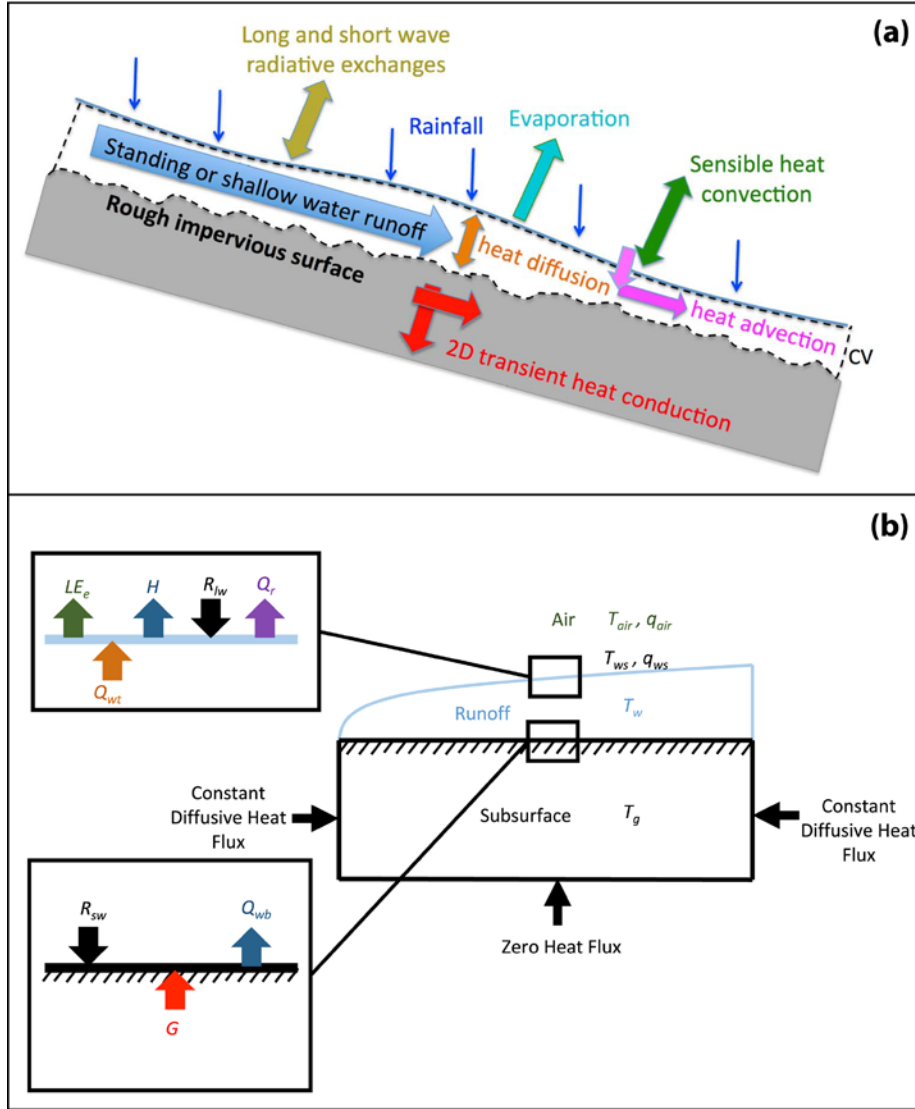 (a)
Long and short wave
radiative exchanges
Rainfall
Evaporation
Sensible heat
convection
Standing or shallow water runoff
Rough impervious surface
heat diffusion
heat advection
CV
2D transient heat conduction
(b)
LEe
H
Rlw
Qr
Qwt
Air
Tair , qair
Tws , qws
Runoff
Tw
Constant
Diffusive Heat
Flux
Subsurface
Tg
Constant
Diffusive Heat
Flux
Zero Heat Flux
Rsw
Qwb
G